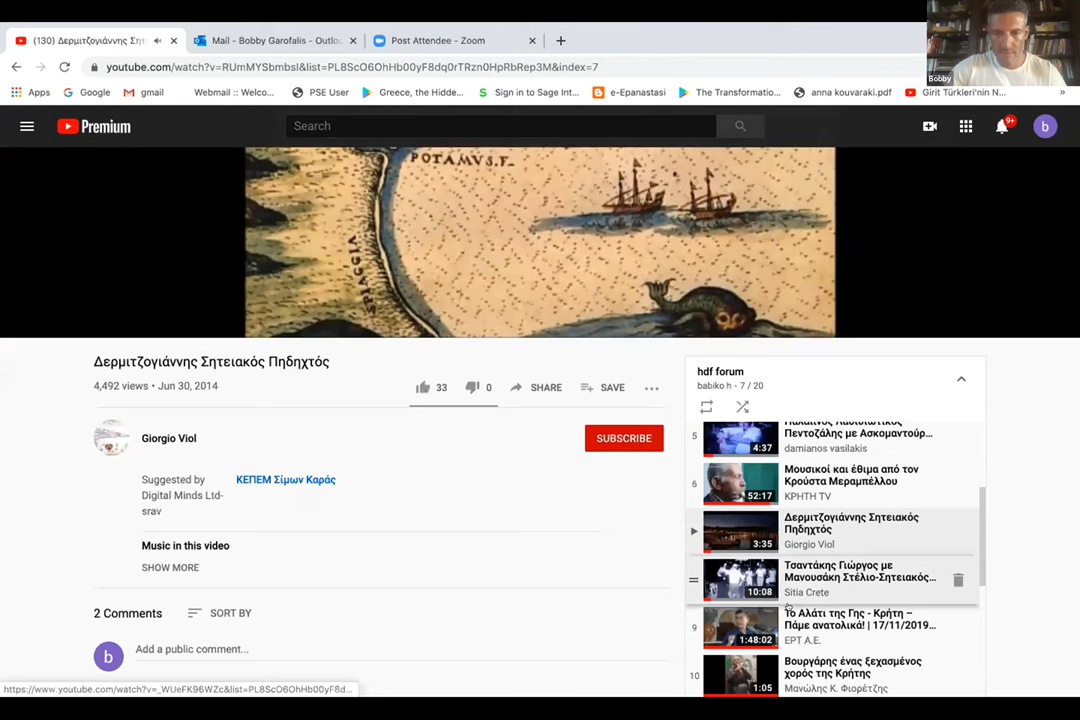 (130) Δερμιτζογιάννης Ση
Mail - Bobby Garofalis - Outlo
Post Attendee - Zoom
youtube.com/watch?v=RUmMYSbmbsI&list=PL8ScO6OhHb00yF8dq0rTRzn0HpRbRep3M&index=7
Apps
Google
gmail
Webmail :: Welco...
PSE User
Greece, the Hidde...
Sign in to Sage Int...
e-Epanastasi
The Transformatio...
anna kouvaraki.pdf
Girit Türkleri'nin N...
»
Bobby
Premium
Search
9+
b
POTAMVS.F.
SPIAGGIA
Δερμιτζογιάννης Σητειακός Πηδηχτός
4,492 views • Jun 30, 2014
33
0
SHARE
SAVE
Giorgio Viol
SUBSCRIBE
Suggested by
Digital Minds Ltd-
srav
ΚΕΠΕΜ Σίμων Καράς
Music in this video
SHOW MORE
2 Comments
SORT BY
b
Add a public comment...
hdf forum
babiko h - 7 / 20
5
4:37
Πεντοζάλης με Ασκομαντούρ...
damianos vasilakis
6
52:17
Μουσικοί και έθιμα από τον
Κρούστα Μεραμπέλλου
ΚΡΗΤΗ TV
3:35
Δερμιτζογιάννης Σητειακός
Πηδηχτός
Giorgio Viol
10:08
Τσαντάκης Γιώργος με
Μανουσάκη Στέλιο-Σητειακός...
Sitia Crete
9
1:48:02
Το Αλάτι της Γης - Κρήτη –
Πάμε ανατολικά! | 17/11/2019...
ΕΡΤ Α.Ε.
10
1:05
Βουργάρης ένας ξεχασμένος
χορός της Κρήτης
Μανώλης Κ. Φιορέτζης
https://www.youtube.com/watch?v=_WUeFK96WZc&list=PL8ScO6OhHb00yF8d...